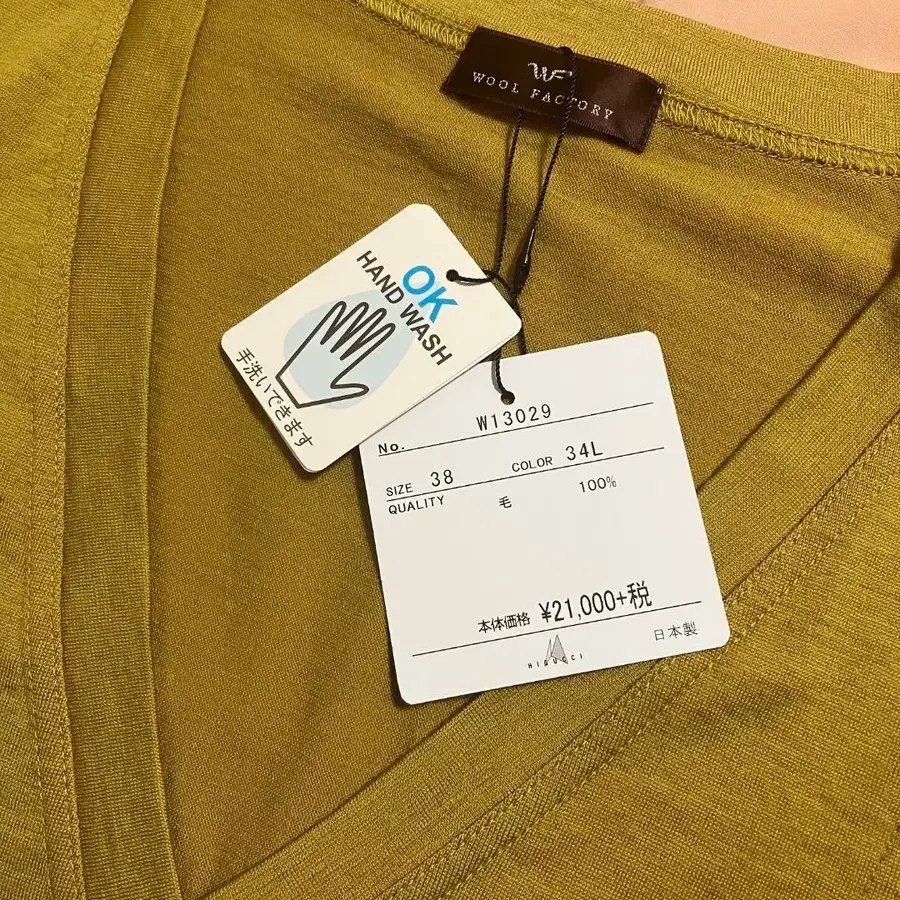 WF
WOOL FACTORY
OK
HAND WASH
手洗いできます
No. W13029
SIZE 38 COLOR 34L
QUALITY 毛 100%
本体価格 ¥21,000+税
HIGUCCI 日本製